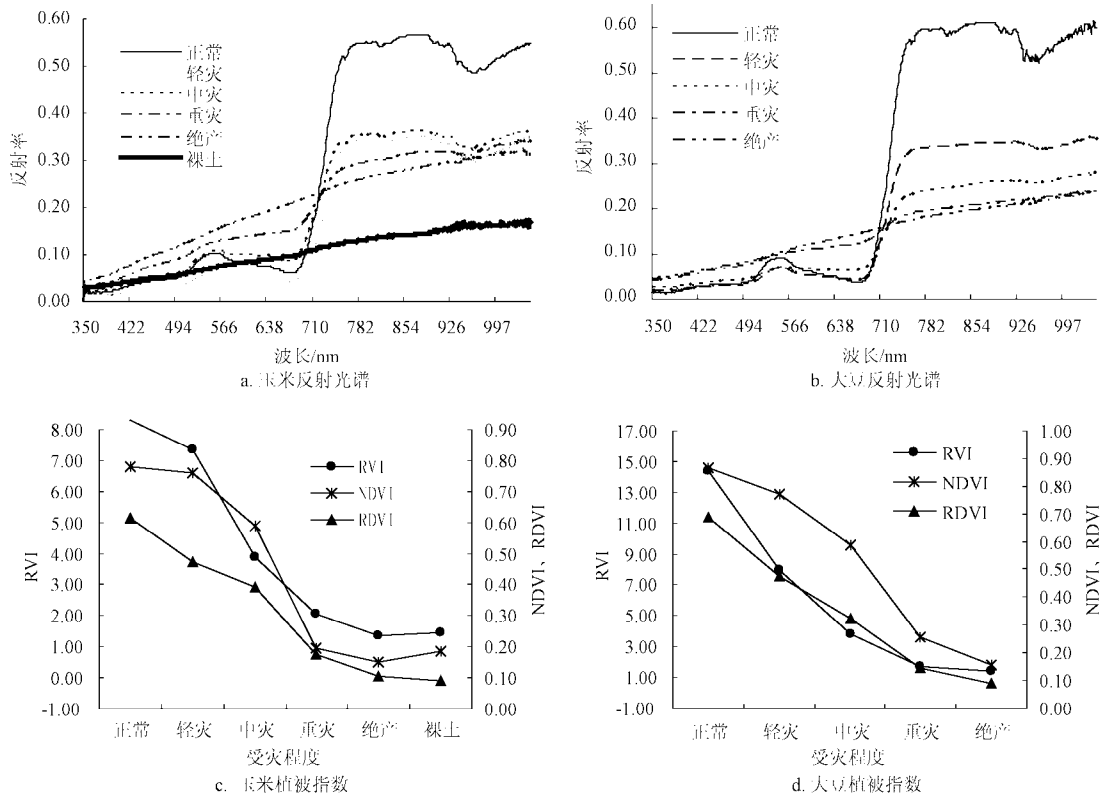 0.60
0.50
0.40
0.30
0.20
0.10
0.00
反射率
正常
轻灾
中灾
重灾
绝产
裸土
350 422 494 566 638 710 782 854 926 997
波长/nm
a. 玉米反射光谱
0.60
0.50
0.40
0.30
0.20
0.10
0.00
反射率
正常
轻灾
中灾
重灾
绝产
350 422 494 566 638 710 782 854 926 997
波长/nm
b. 大豆反射光谱
8.00
7.00
6.00
5.00
4.00
3.00
2.00
1.00
0.00
-1.00
RVI
RVI
NDVI
RDVI
0.90
0.80
0.70
0.60
0.50
0.40
0.30
0.20
0.10
0.00
NDVI、RDVI
正常 轻灾 中灾 重灾 绝产 裸土
受灾程度
c. 玉米植被指数
17.00
15.00
13.00
11.00
9.00
7.00
5.00
3.00
1.00
-1.00
RVI
RVI
NDVI
RDVI
1.00
0.90
0.80
0.70
0.60
0.50
0.40
0.30
0.20
0.10
0.00
NDVI、RDVI
正常 轻灾 中灾 重灾 绝产
受灾程度
d. 大豆植被指数